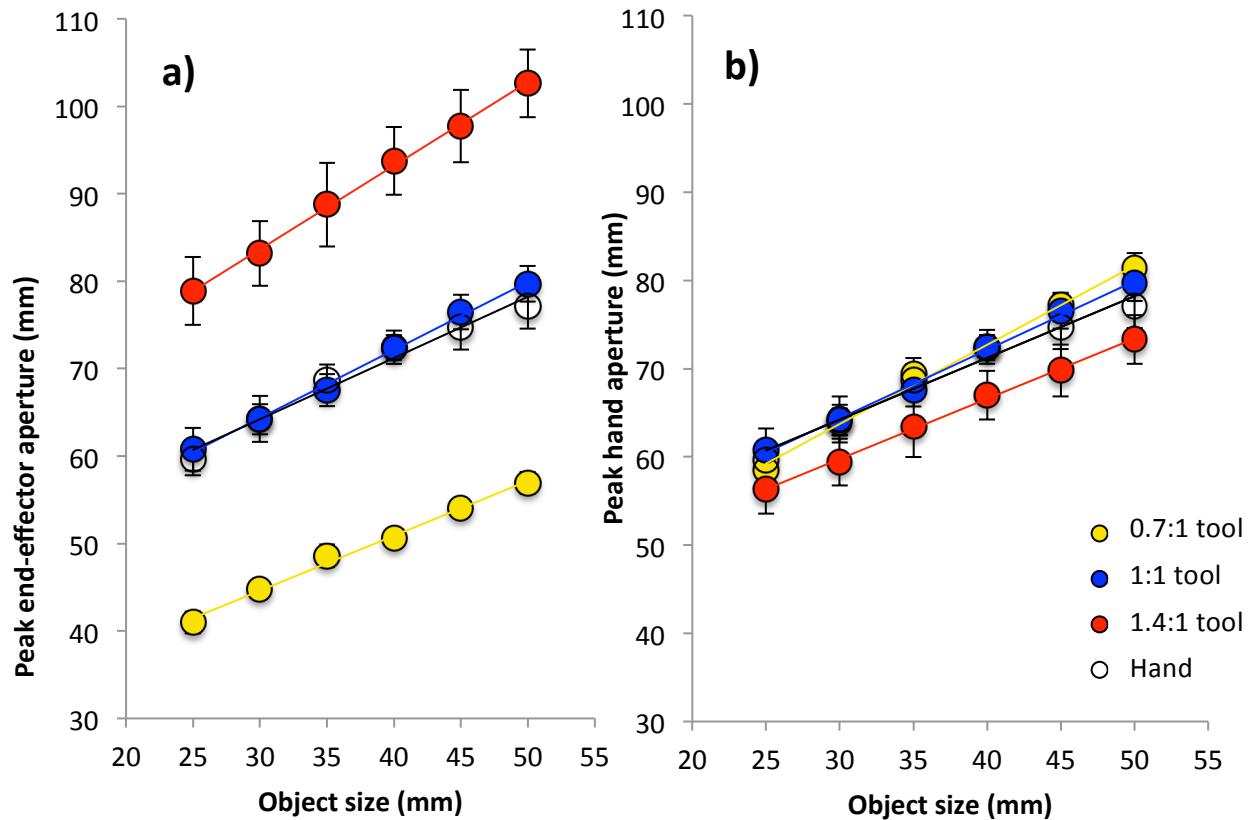 a)
Peak end-effector aperture (mm)
110
100
90
80
70
60
50
40
30
20 25 30 35 40 45 50 55
Object size (mm)
b)
Peak hand aperture (mm)
110
100
90
80
70
60
50
40
30
20 25 30 35 40 45 50 55
Object size (mm)
0.7:1 tool
1:1 tool
1.4:1 tool
Hand